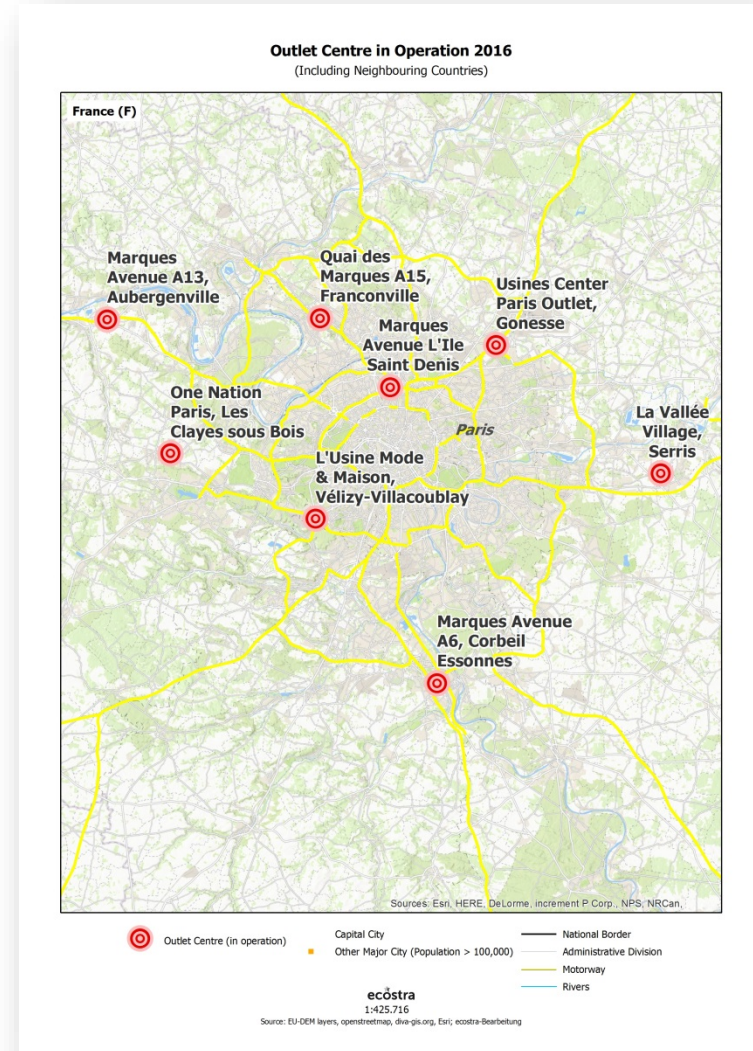 Outlet Centre in Operation 2016
(Including Neighbouring Countries)
France (F)
Marques
Avenue A13,
Aubergenville
Quai des
Marques A15,
Franconville
Usines Center
Paris Outlet,
Gonesse
Marques
Avenue L'Ile
Saint Denis
One Nation
Paris, Les
Clayes sous Bois
Paris
La Vallée
Village,
Serris
L'Usine Mode
& Maison,
Vélizy-Villacoublay
Marques Avenue
A6, Corbeil
Essonnes
Sources: Esri, HERE, DeLorme, increment P Corp., NPS, NRCan,
Outlet Centre (in operation)
Capital City
Other Major City (Population > 100,000)
National Border
Administrative Division
Motorway
Rivers
ecostra
1:425.716
Source: EU-DEM layers, openstreetmap, diva-gis.org, Esri; ecostra-Bearbeitung